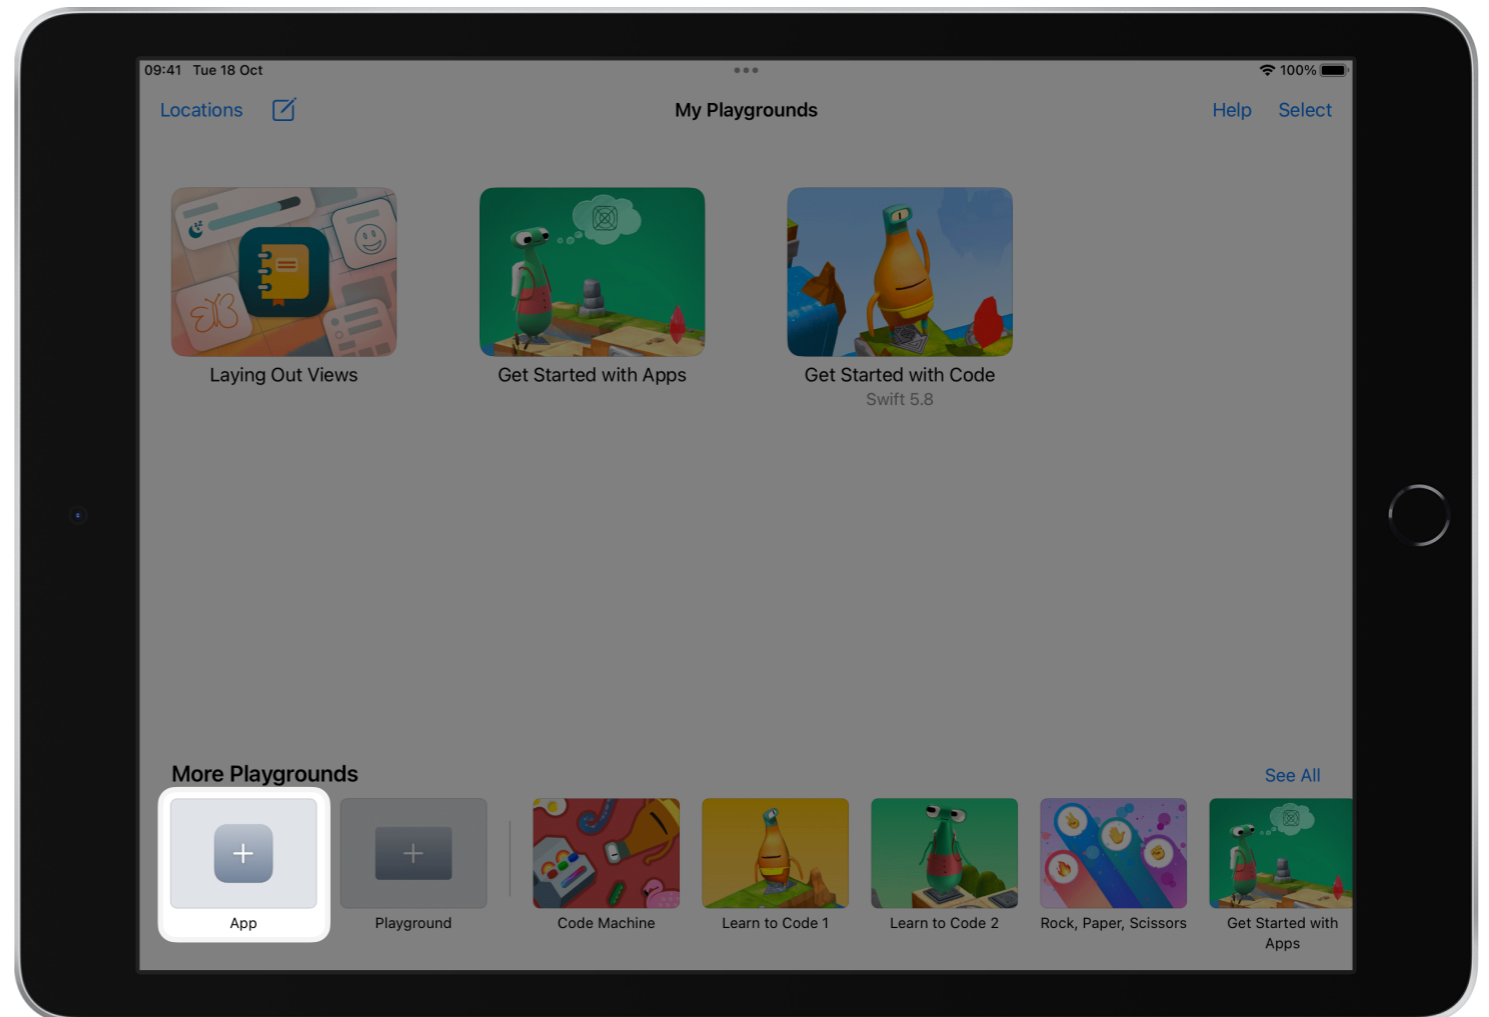 09:41 Tue 18 Oct
100%
Locations
My Playgrounds
Help
Select
Laying Out Views
Get Started with Apps
Get Started with Code
Swift 5.8
More Playgrounds
See All
App
Playground
Code Machine
Learn to Code 1
Learn to Code 2
Rock, Paper, Scissors
Get Started with
Apps